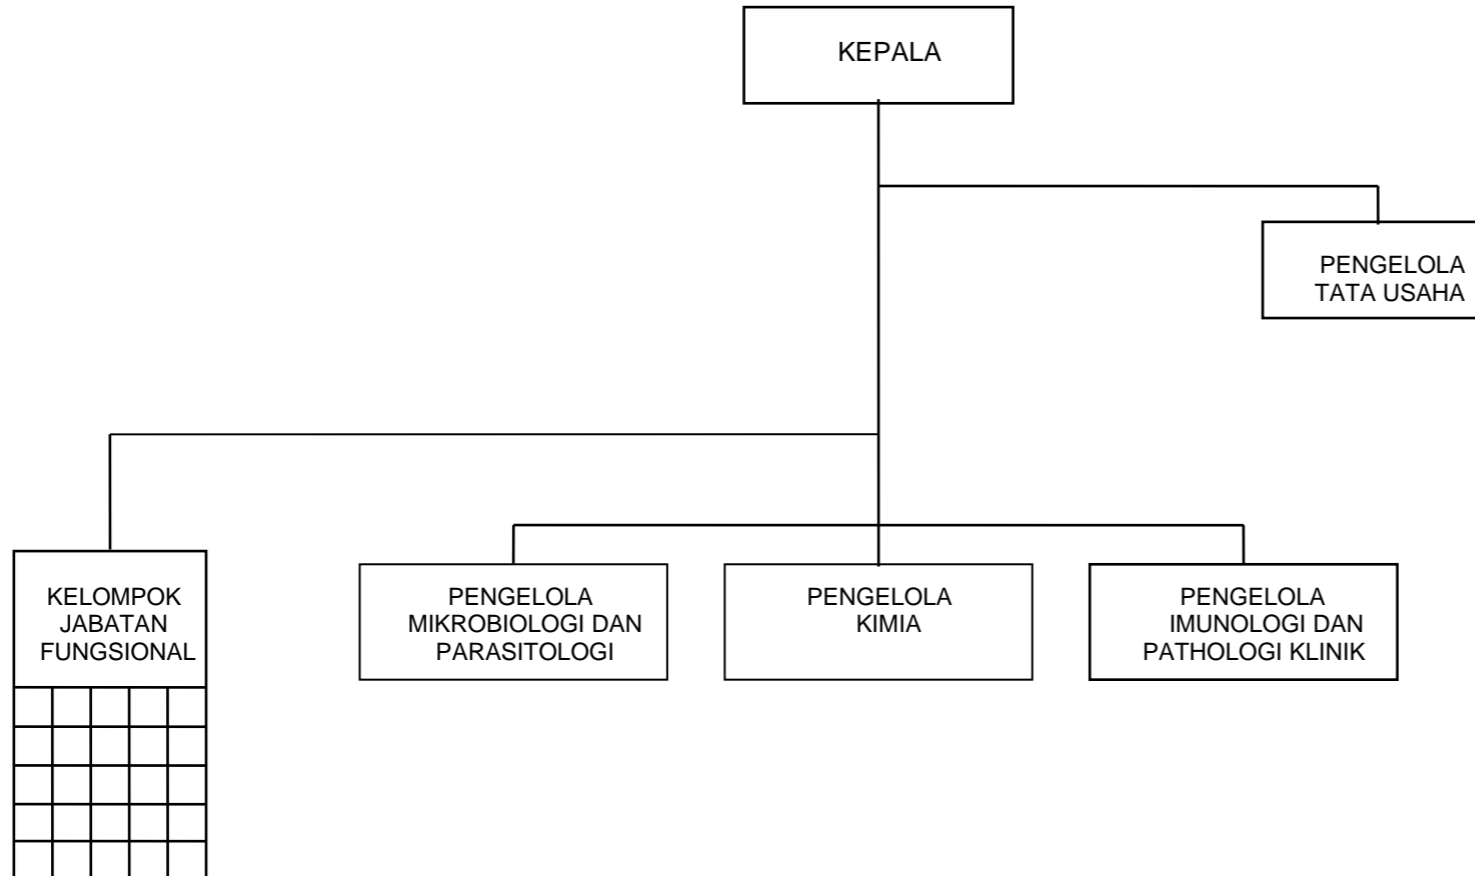 KEPALA
PENGELOLA
TATA USAHA
KELOMPOK
JABATAN
FUNGSIONAL
PENGELOLA
MIKROBIOLOGI DAN
PARASITOLOGI
PENGELOLA
KIMIA
PENGELOLA
IMUNOLOGI DAN
PATHOLOGI KLINIK